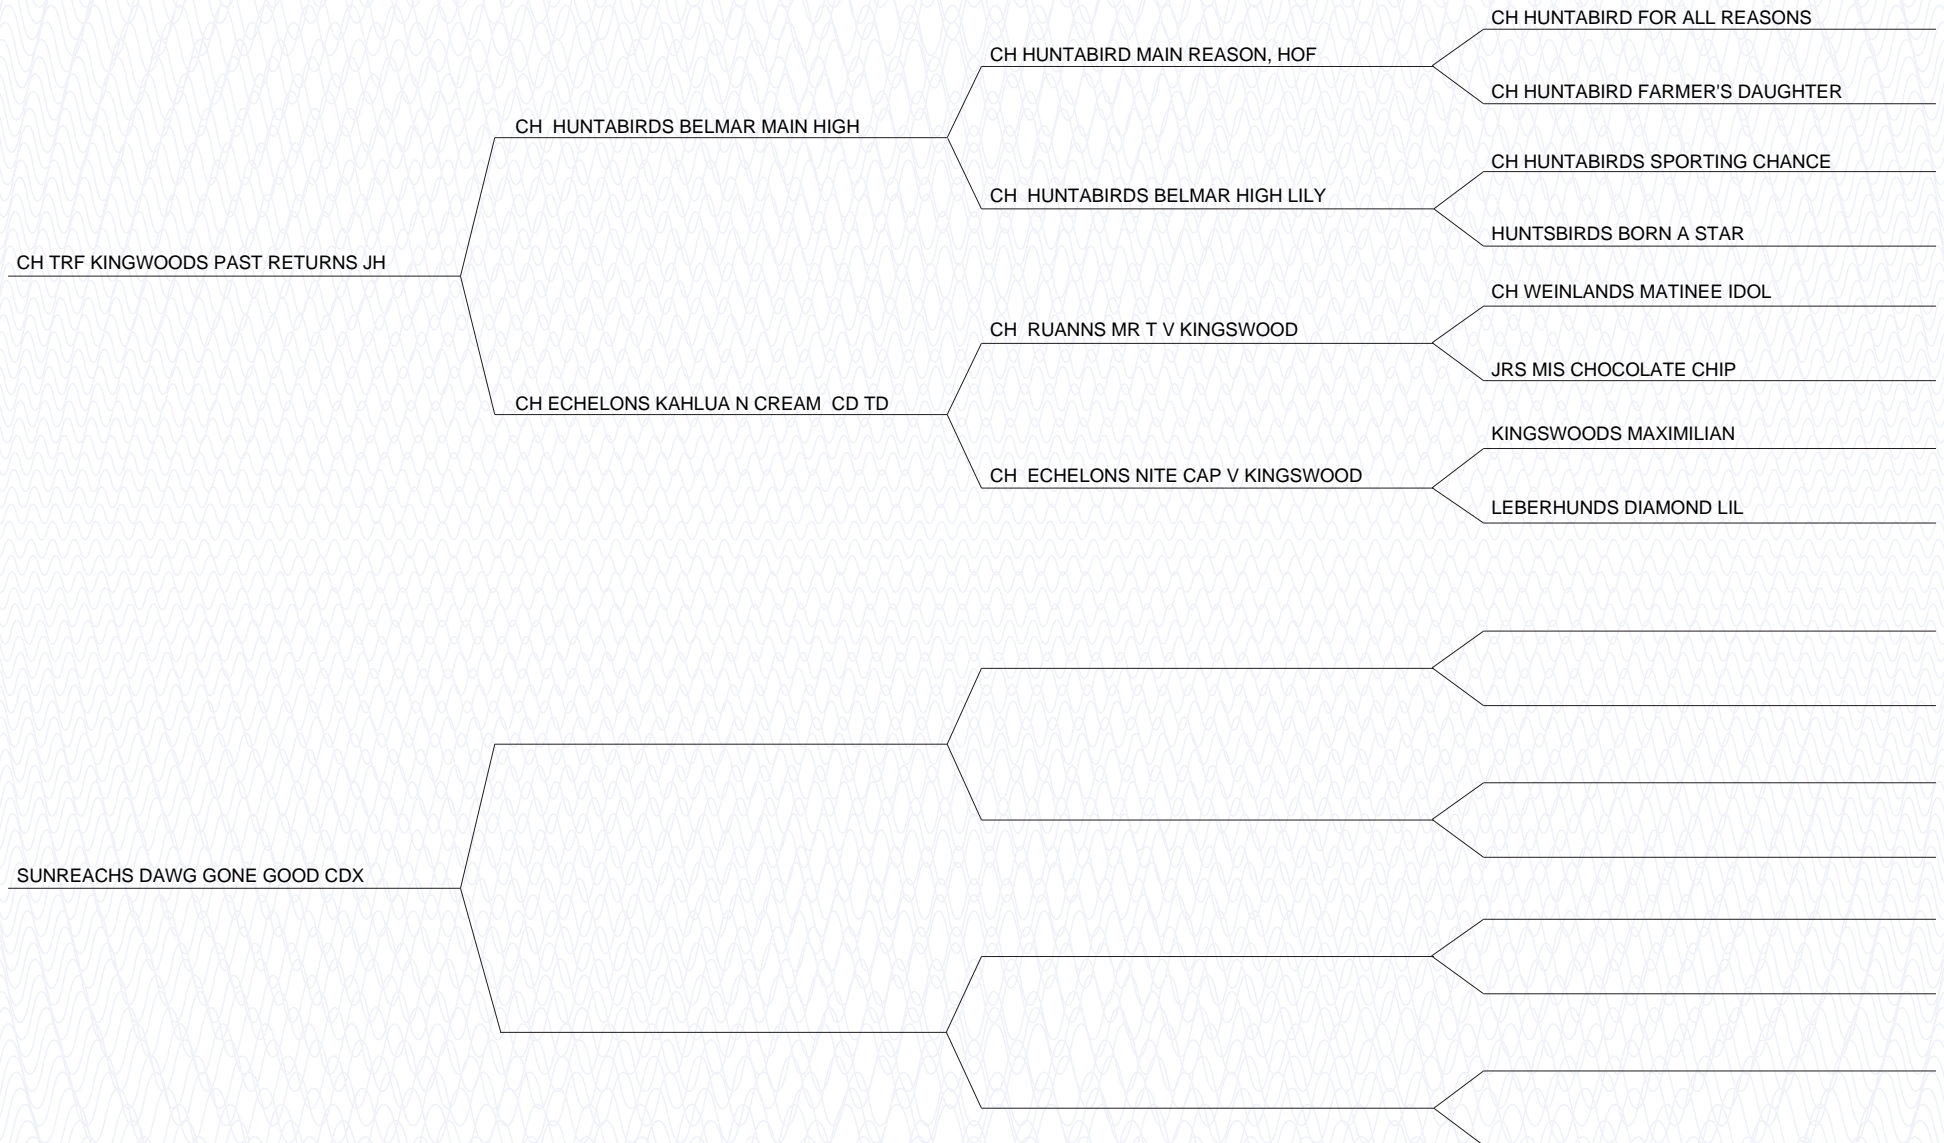 CH HUNTABIRD FOR ALL REASONS
CH HUNTABIRD MAIN REASON, HOF
CH HUNTABIRD FARMER'S DAUGHTER
CH  HUNTABIRDS BELMAR MAIN HIGH
CH HUNTABIRDS SPORTING CHANCE
CH  HUNTABIRDS BELMAR HIGH LILY
HUNTSBIRDS BORN A STAR
CH TRF KINGWOODS PAST RETURNS JH
CH WEINLANDS MATINEE IDOL
CH  RUANNS MR T V KINGSWOOD
JRS MIS CHOCOLATE CHIP
CH ECHELONS KAHLUA N CREAM  CD TD
KINGSWOODS MAXIMILIAN
CH  ECHELONS NITE CAP V KINGSWOOD
LEBERHUNDS DIAMOND LIL
SUNREACHS DAWG GONE GOOD CDX